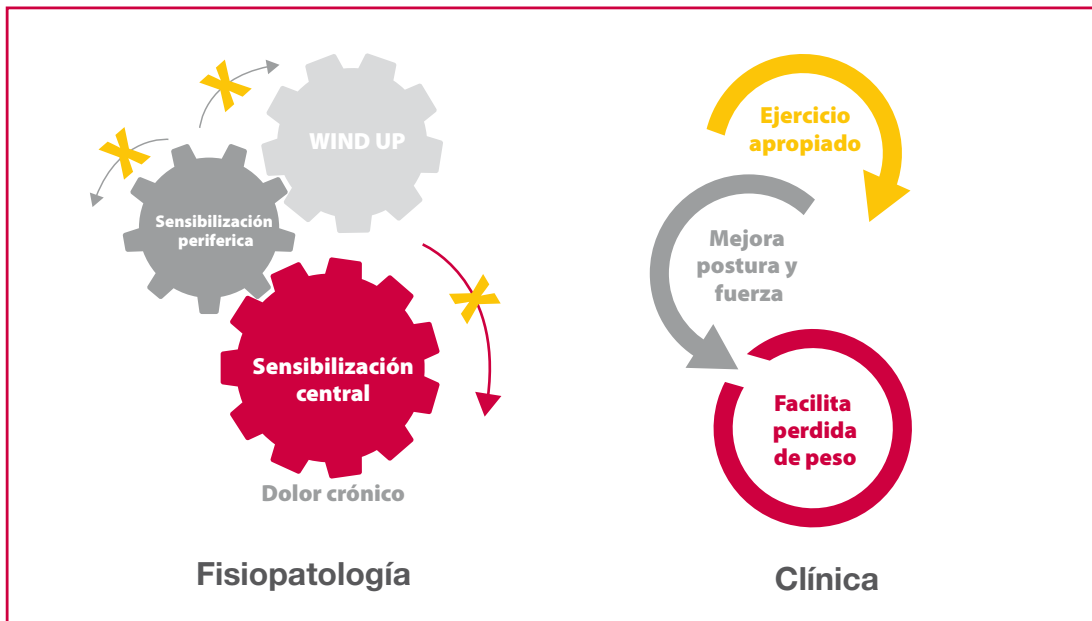 WIND UP
Sensibilización
periferica
Sensibilización
central
Dolor crónico
Fisiopatología
Ejercicio
apropiado
Mejora
postura y
fuerza
Facilita
perdida
de peso
Clínica